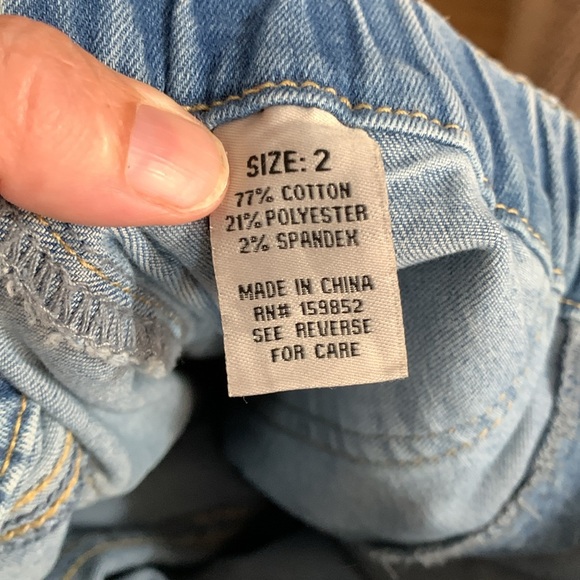 SIZE: 2
77% COTTON
21% POLYESTER
2% SPANDEX
MADE IN CHINA
RN# 159852
SEE REVERSE
FOR CARE